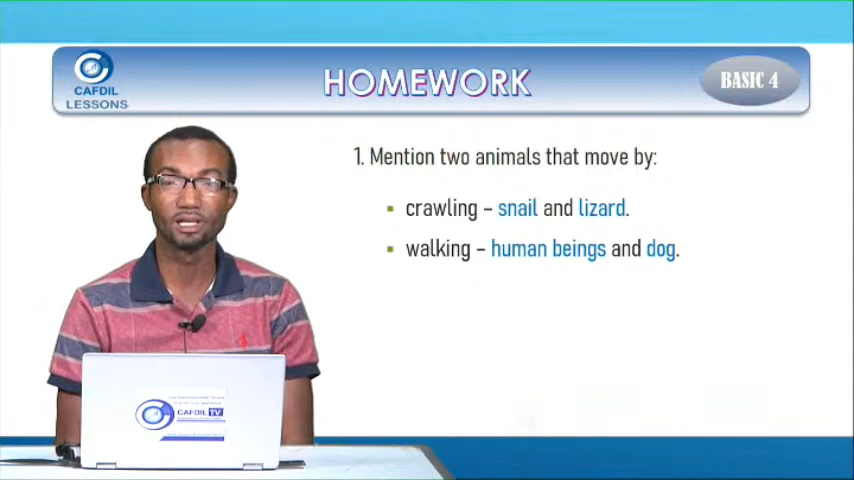 CAFDIL
LESSONS
HOMEWORK
BASIC 4
1. Mention two animals that move by:
▪ crawling – snail and lizard.
▪ walking – human beings and dog.
CAFDIL TV